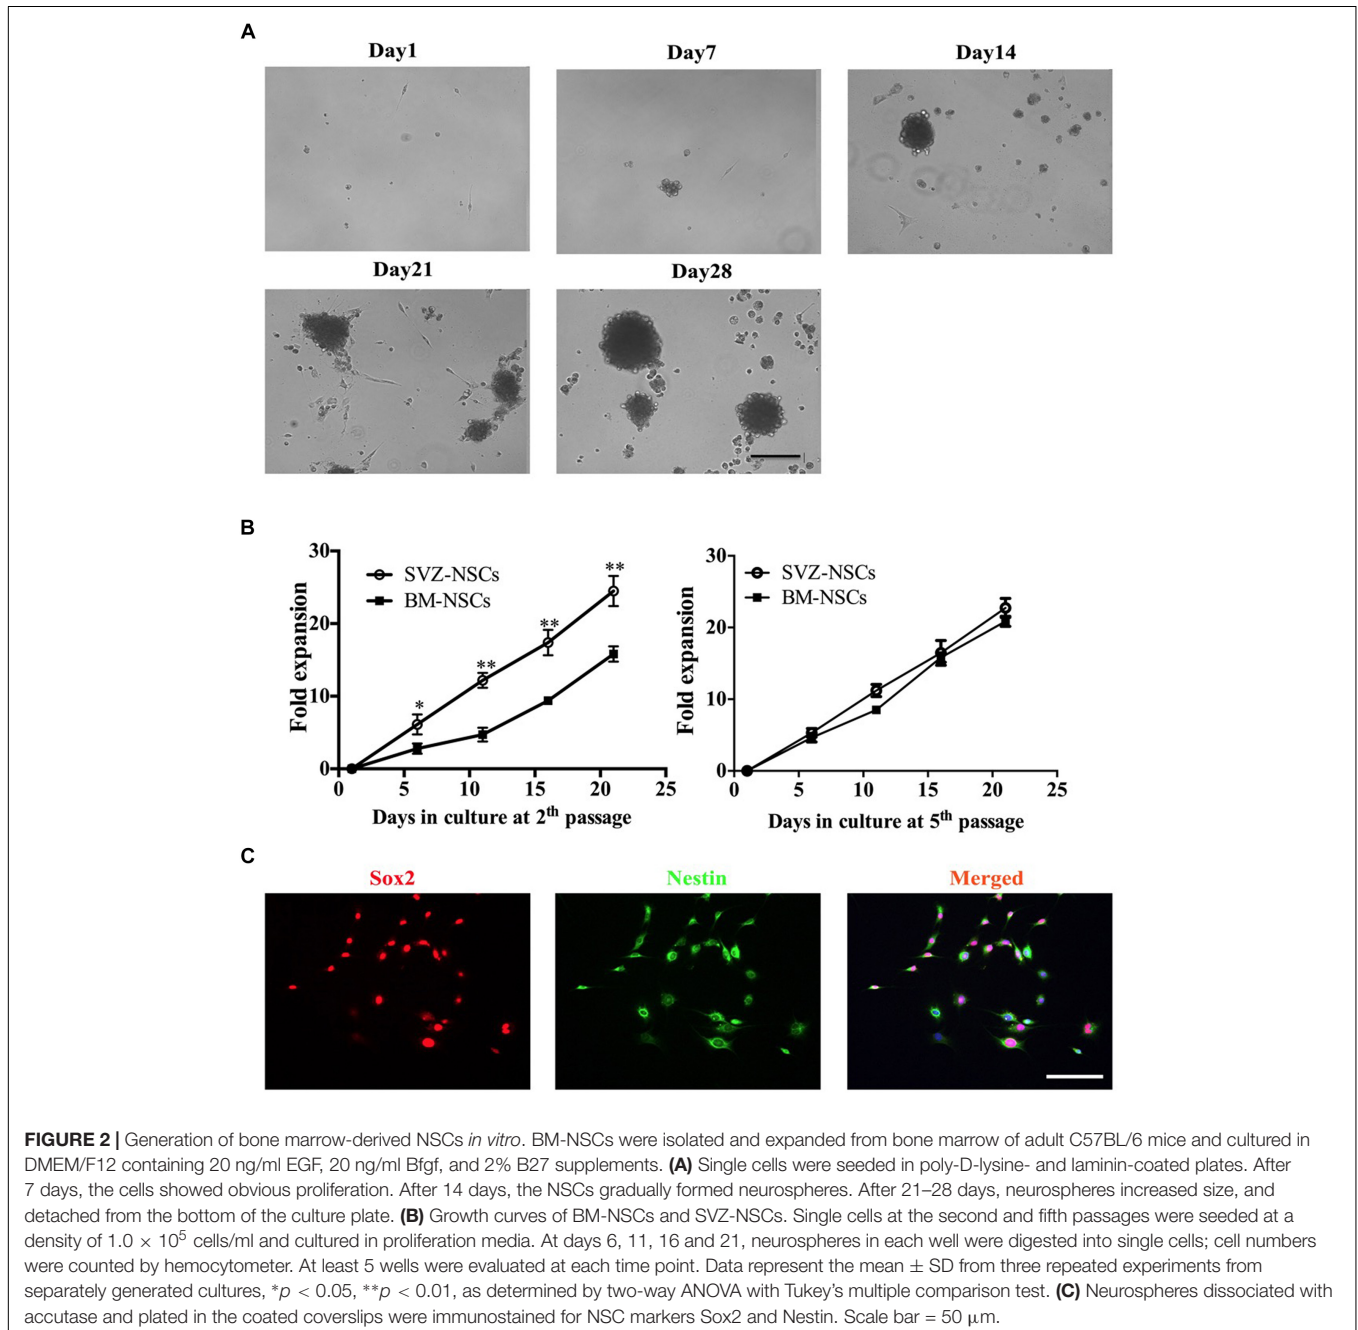 A
Day1
Day7
Day14
Day21
Day28
B
30
20
10
0
Fold expansion
SVZ-NSCs
BM-NSCs
*
**
**
**
0 5 10 15 20 25
Days in culture at 2th passage
30
20
10
0
Fold expansion
SVZ-NSCs
BM-NSCs
0 5 10 15 20 25
Days in culture at 5th passage
C
Sox2
Nestin
Merged
FIGURE 2 | Generation of bone marrow-derived NSCs in vitro. BM-NSCs were isolated and expanded from bone marrow of adult C57BL/6 mice and cultured in
DMEM/F12 containing 20 ng/ml EGF, 20 ng/ml Bfgf, and 2% B27 supplements. (A) Single cells were seeded in poly-D-lysine- and laminin-coated plates. After
7 days, the cells showed obvious proliferation. After 14 days, the NSCs gradually formed neurospheres. After 21–28 days, neurospheres increased size, and
detached from the bottom of the culture plate. (B) Growth curves of BM-NSCs and SVZ-NSCs. Single cells at the second and fifth passages were seeded at a
density of 1.0 × 10⁵ cells/ml and cultured in proliferation media. At days 6, 11, 16 and 21, neurospheres in each well were digested into single cells; cell numbers
were counted by hemocytometer. At least 5 wells were evaluated at each time point. Data represent the mean ± SD from three repeated experiments from
separately generated cultures, *p < 0.05, **p < 0.01, as determined by two-way ANOVA with Tukey's multiple comparison test. (C) Neurospheres dissociated with
accutase and plated in the coated coverslips were immunostained for NSC markers Sox2 and Nestin. Scale bar = 50 μm.